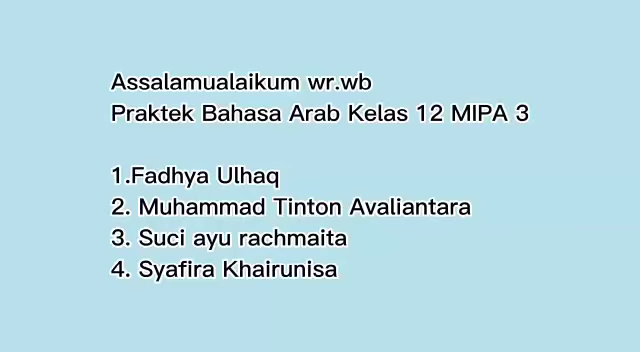 Assalamualaikum wr.wb
Praktek Bahasa Arab Kelas 12 MIPA 3
1.Fadhya Ulhaq
2. Muhammad Tinton Avaliantara
3. Suci ayu rachmaita
4. Syafira Khairunisa